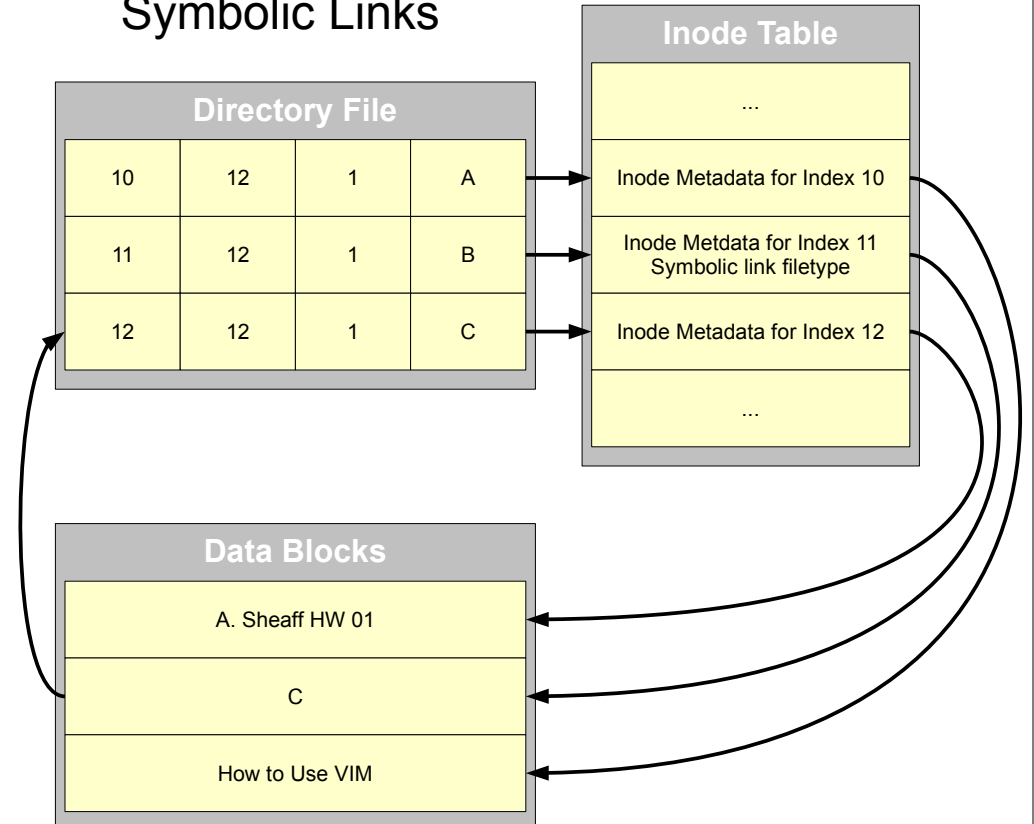 Symbolic Links
Directory File
10 12 1 A
11 12 1 B
12 12 1 C
Inode Table
...
Inode Metadata for Index 10
Inode Metdata for Index 11
Symbolic link filetype
Inode Metadata for Index 12
...
Data Blocks
A. Sheaff HW 01
C
How to Use VIM